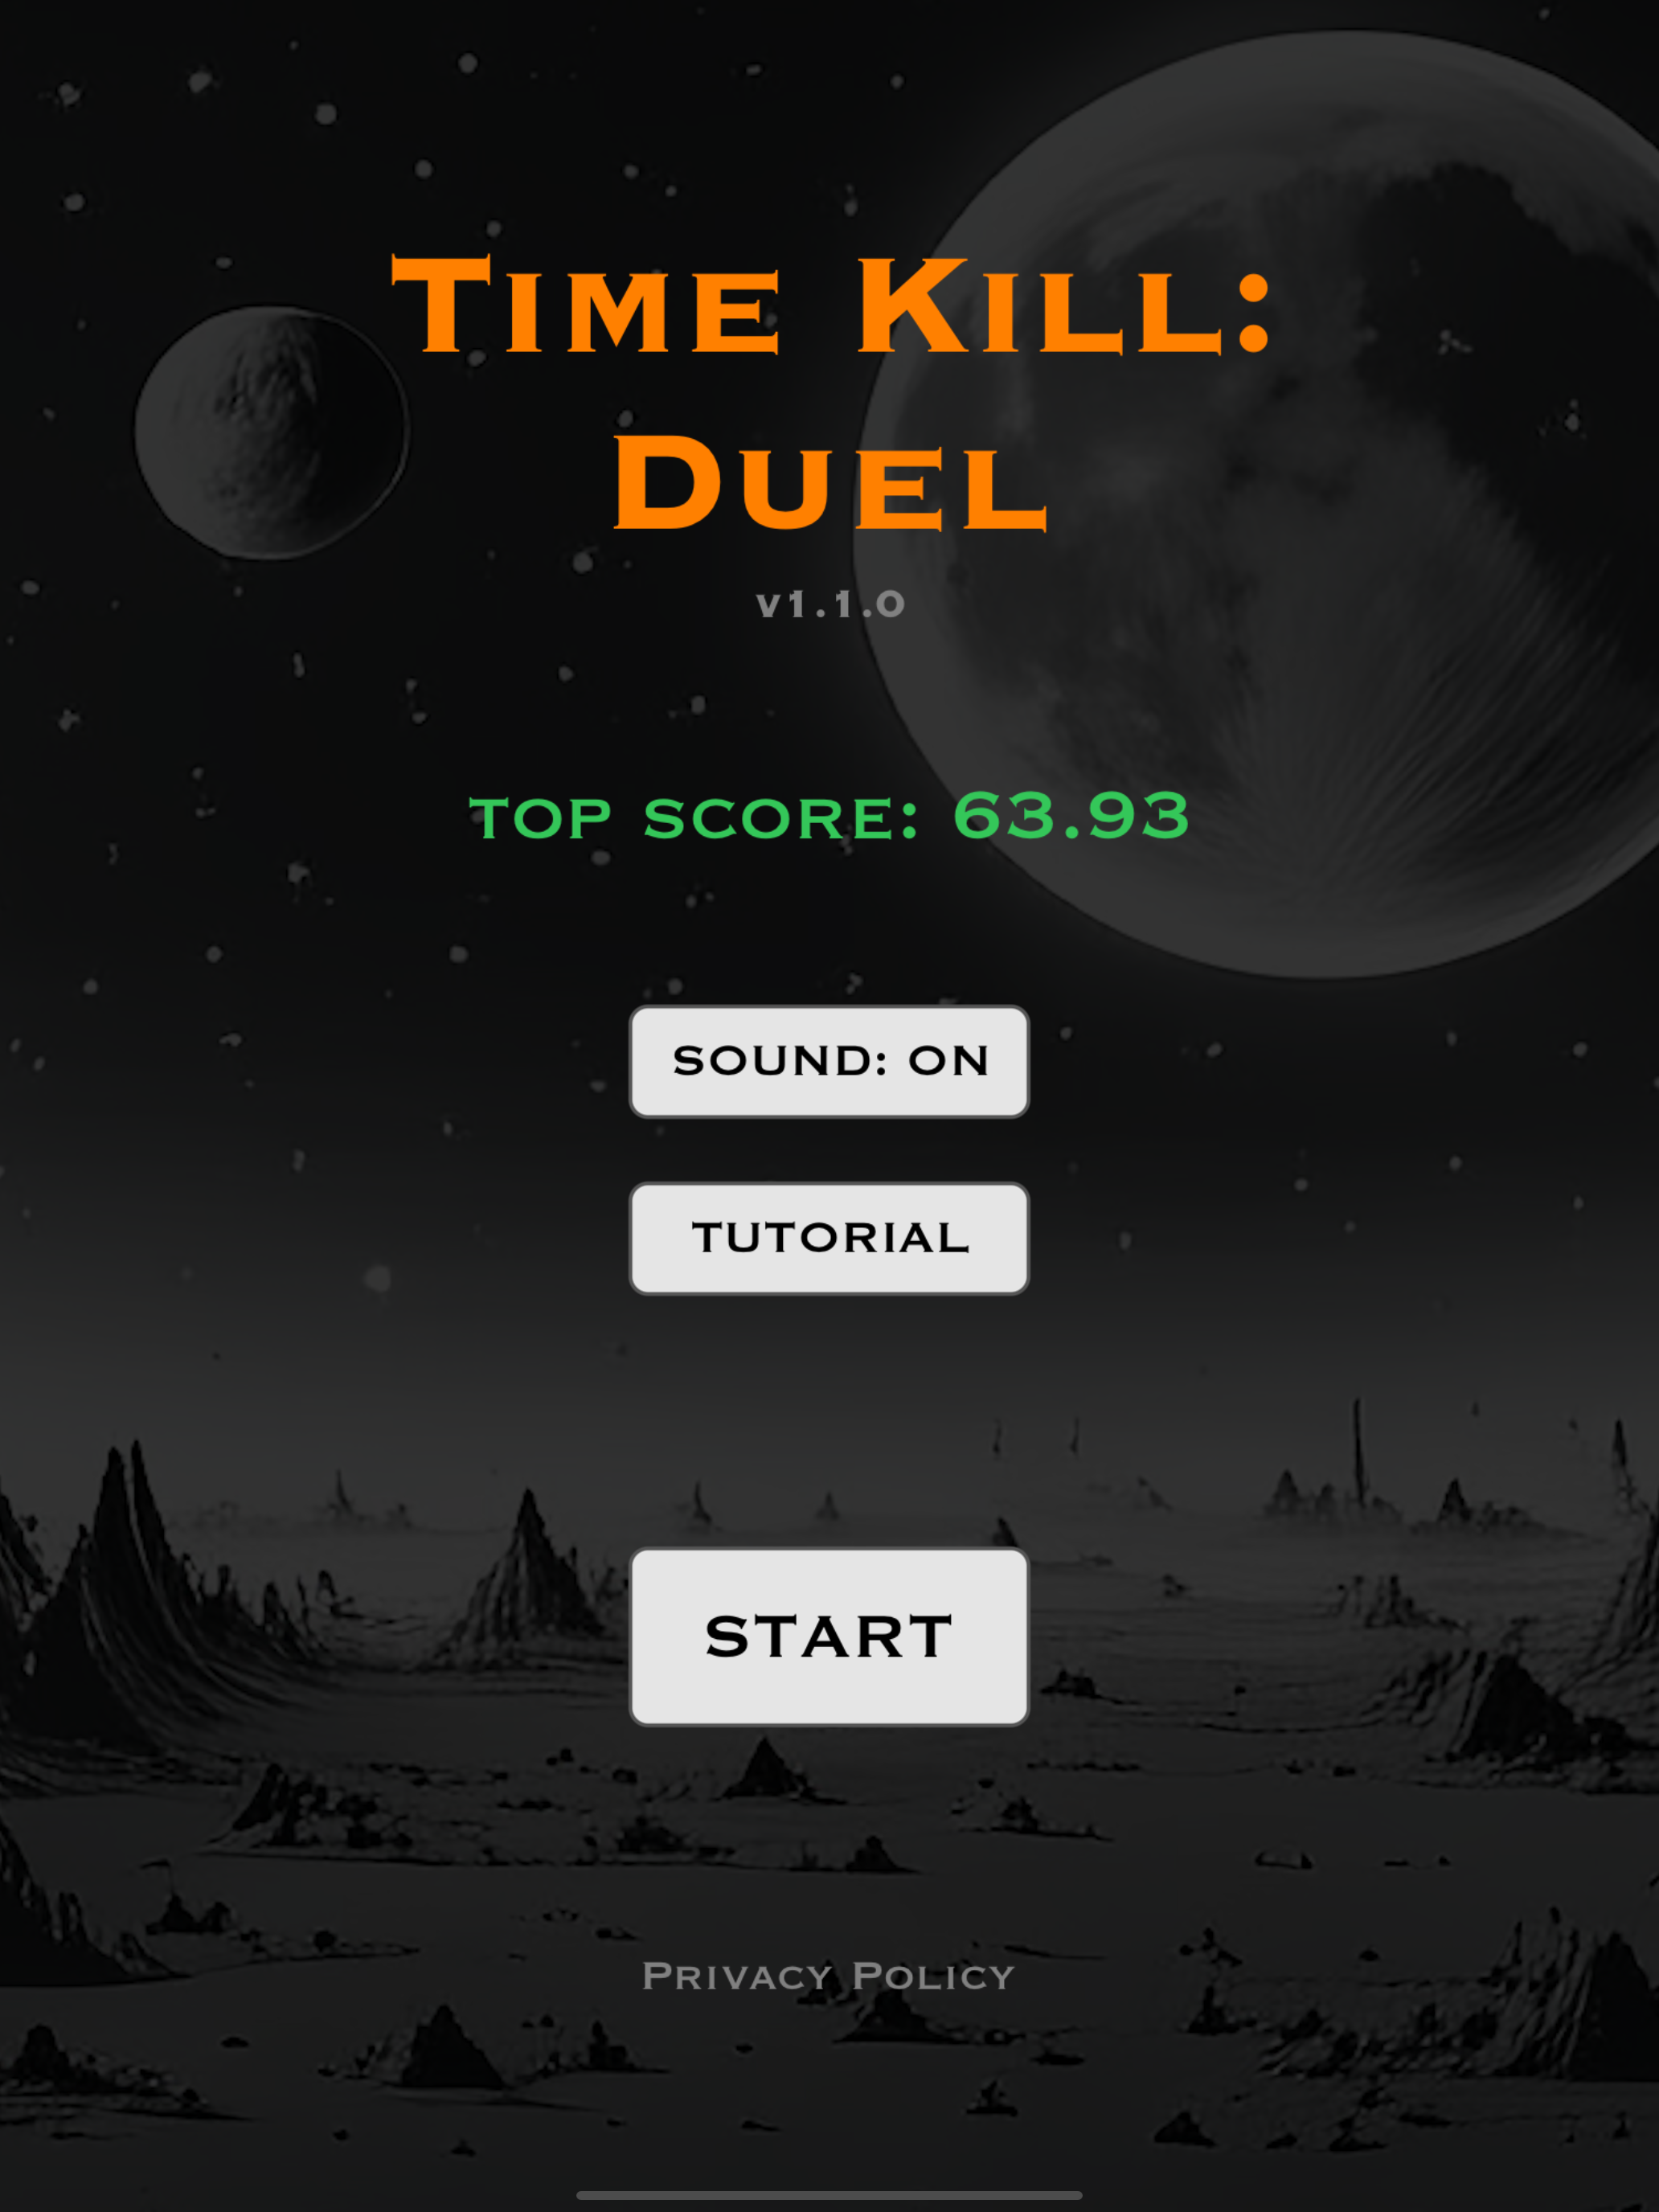 Time Kill:
Duel
v1.1.0
TOP SCORE: 63.93
SOUND: ON
TUTORIAL
START
Privacy Policy